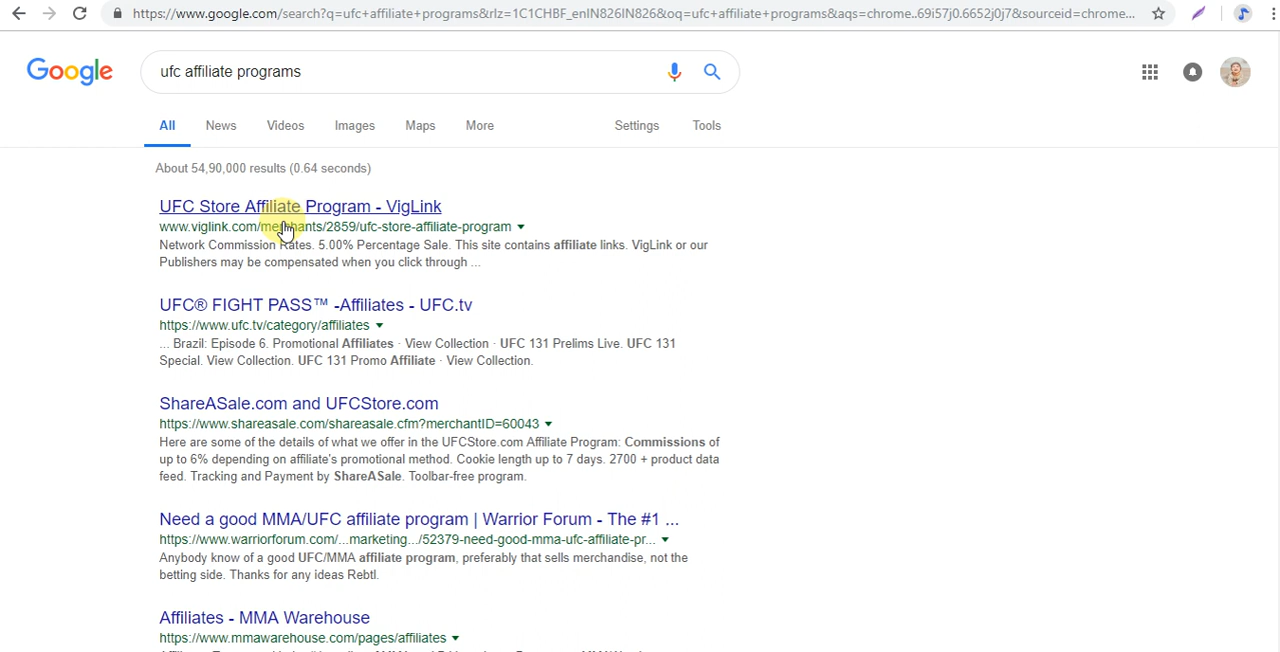 https://www.google.com/search?q=ufc+affiliate+programs&rlz=1C1CHBF_enIN826IN826&oq=ufc+affiliate+programs&aqs=chrome..69i57j0.6652j0j7&sourceid=chrome...
Google
ufc affiliate programs
All News Videos Images Maps More Settings Tools
About 54,90,000 results (0.64 seconds)
UFC Store Affiliate Program - VigLink
www.viglink.com/merchants/2859/ufc-store-affiliate-program
Network Commission Rates. 5.00% Percentage Sale. This site contains affiliate links. VigLink or our
Publishers may be compensated when you click through ...
UFC® FIGHT PASS™ -Affiliates - UFC.tv
https://www.ufc.tv/category/affiliates
... Brazil: Episode 6. Promotional Affiliates · View Collection · UFC 131 Prelims Live. UFC 131
Special. View Collection. UFC 131 Promo Affiliate · View Collection.
ShareASale.com and UFCStore.com
https://www.shareasale.com/shareasale.cfm?merchantID=60043
Here are some of the details of what we offer in the UFCStore.com Affiliate Program: Commissions of
up to 6% depending on affiliate's promotional method. Cookie length up to 7 days. 2700 + product data
feed. Tracking and Payment by ShareASale. Toolbar-free program.
Need a good MMA/UFC affiliate program | Warrior Forum - The #1 ...
https://www.warriorforum.com/...marketing.../52379-need-good-mma-ufc-affiliate-pr...
Anybody know of a good UFC/MMA affiliate program, preferably that sells merchandise, not the
betting side. Thanks for any ideas Rebtl.
Affiliates - MMA Warehouse
https://www.mmawarehouse.com/pages/affiliates